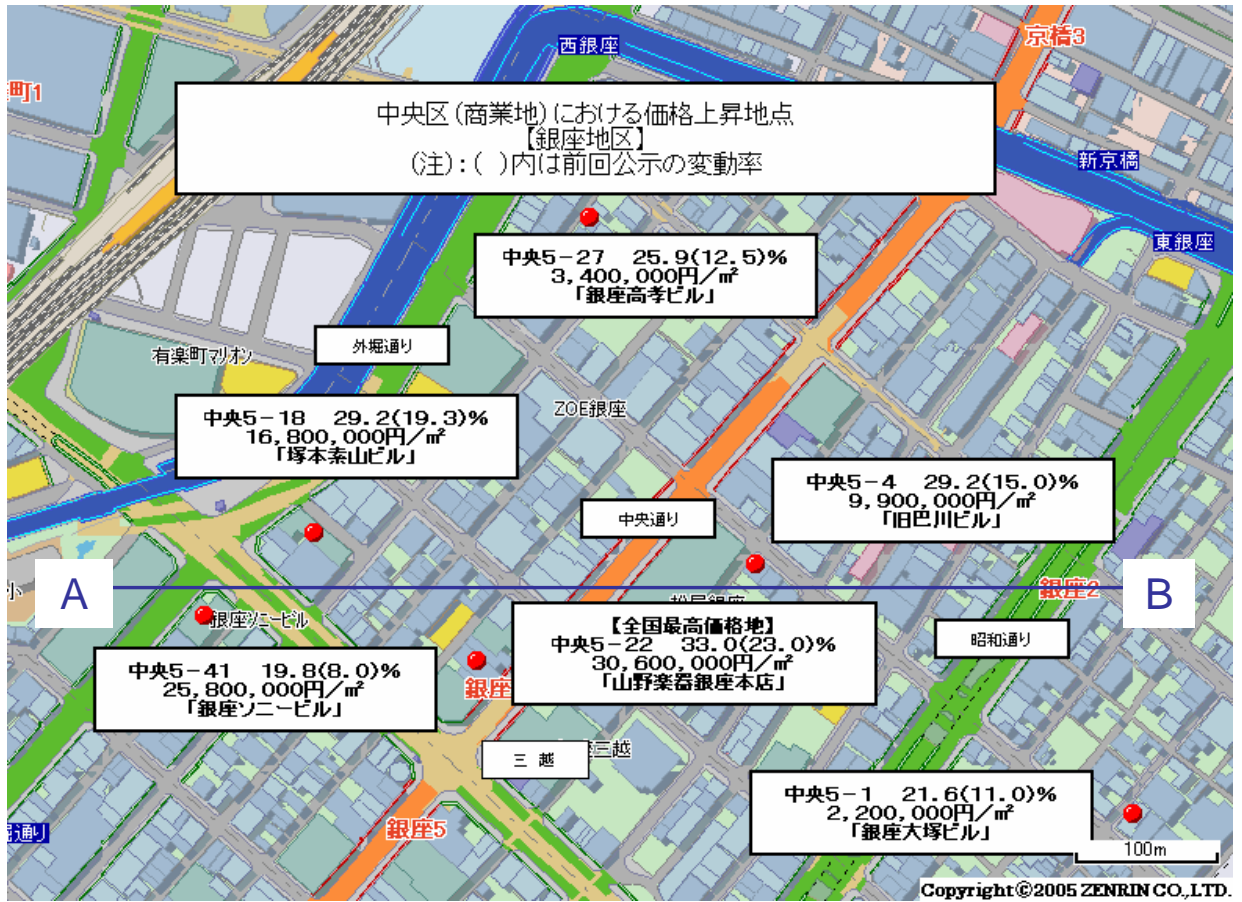 西銀座
京橋3
町1
中央区(商業地)における価格上昇地点
【銀座地区】
(注):( )内は前回公示の変動率
新京橋
東銀座
中央5-27 25.9(12.5)%
3,400,000円/㎡
「銀座高孝ビル」
外堀通り
有楽町マリオン
中央5-18 29.2(19.3)%
16,800,000円/㎡
「塚本素山ビル」
ZOE銀座
中央5-4 29.2(15.0)%
9,900,000円/㎡
「旧巴川ビル」
中央通り
A
B
小
銀座2
銀座ソニービル
【全国最高価格地】
中央5-22 33.0(23.0)%
30,600,000円/㎡
「山野楽器銀座本店」
昭和通り
中央5-41 19.8(8.0)%
25,800,000円/㎡
「銀座ソニービル」
銀座
三越
三越
中央5-1 21.6(11.0)%
2,200,000円/㎡
「銀座大塚ビル」
銀座5
堀通り
100m
Copyright©2005 ZENRIN CO.,LTD.